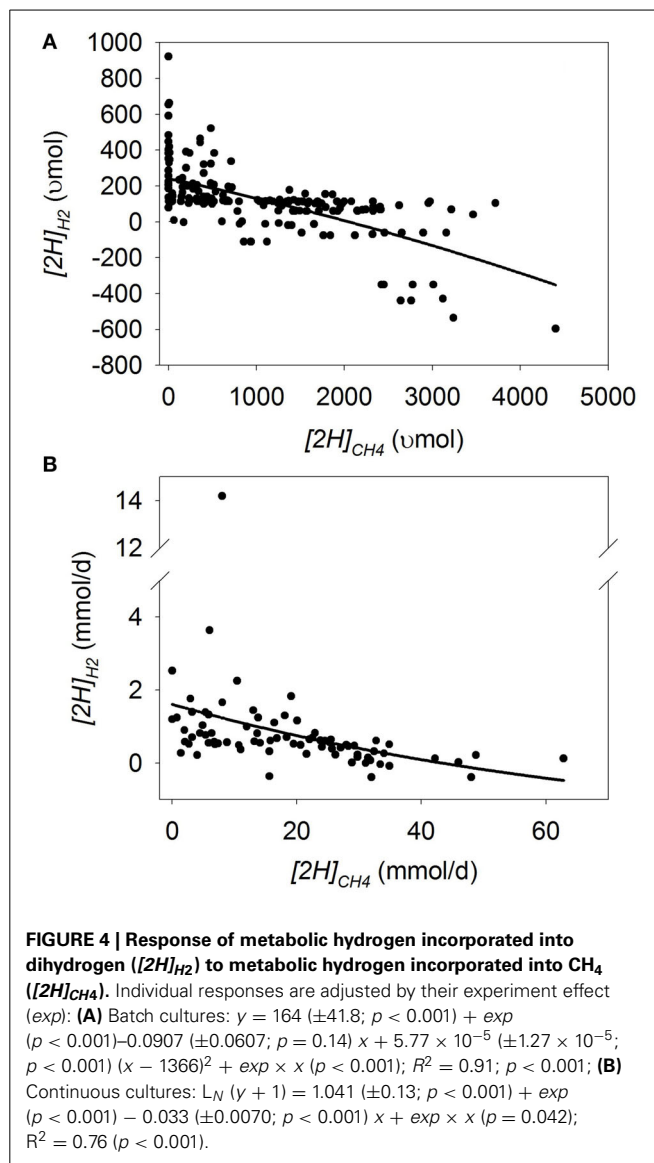 A
1000
800
600
400
200
0
-200
-400
-600
-800
[2H]H2 (υmol)
0 1000 2000 3000 4000 5000
[2H]CH4 (υmol)
B
14
12
4
2
0
[2H]H2 (mmol/d)
0 20 40 60
[2H]CH4 (mmol/d)
FIGURE 4 | Response of metabolic hydrogen incorporated into
dihydrogen ([2H]H2) to metabolic hydrogen incorporated into CH4
([2H]CH4). Individual responses are adjusted by their experiment effect
(exp): (A) Batch cultures: y = 164 (±41.8; p < 0.001) + exp
(p < 0.001)–0.0907 (±0.0607; p = 0.14) x + 5.77 × 10−5 (±1.27 × 10−5;
p < 0.001) (x − 1366)2 + exp × x (p < 0.001); R2 = 0.91; p < 0.001; (B)
Continuous cultures: LN (y + 1) = 1.041 (±0.13; p < 0.001) + exp
(p < 0.001) − 0.033 (±0.0070; p < 0.001) x + exp × x (p = 0.042);
R2 = 0.76 (p < 0.001).